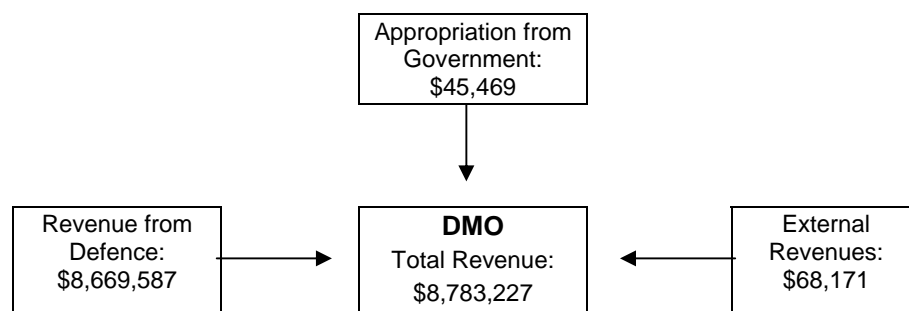 Appropriation from
Government:
$45,469
Revenue from
Defence:
$8,669,587
DMO
Total Revenue:
$8,783,227
External
Revenues:
$68,171